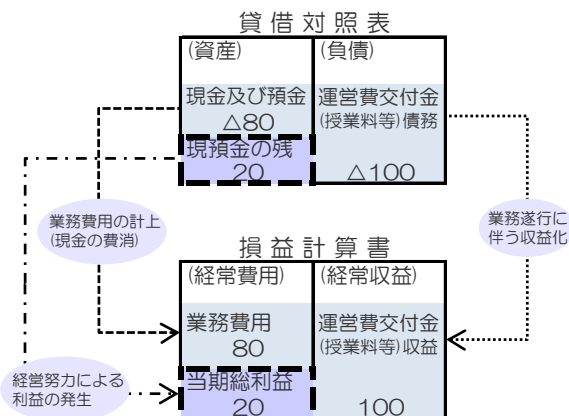 貸借対照表
(資産)
(負債)
現金及び預金
△80
運営費交付金
(授業料等)債務
現預金の残
20
△100
業務費用の計上
(現金の費消)
業務遂行に
伴う収益化
損益計算書
(経常費用)
(経常収益)
業務費用
80
運営費交付金
(授業料等)収益
経営努力による
利益の発生
当期総利益
20
100